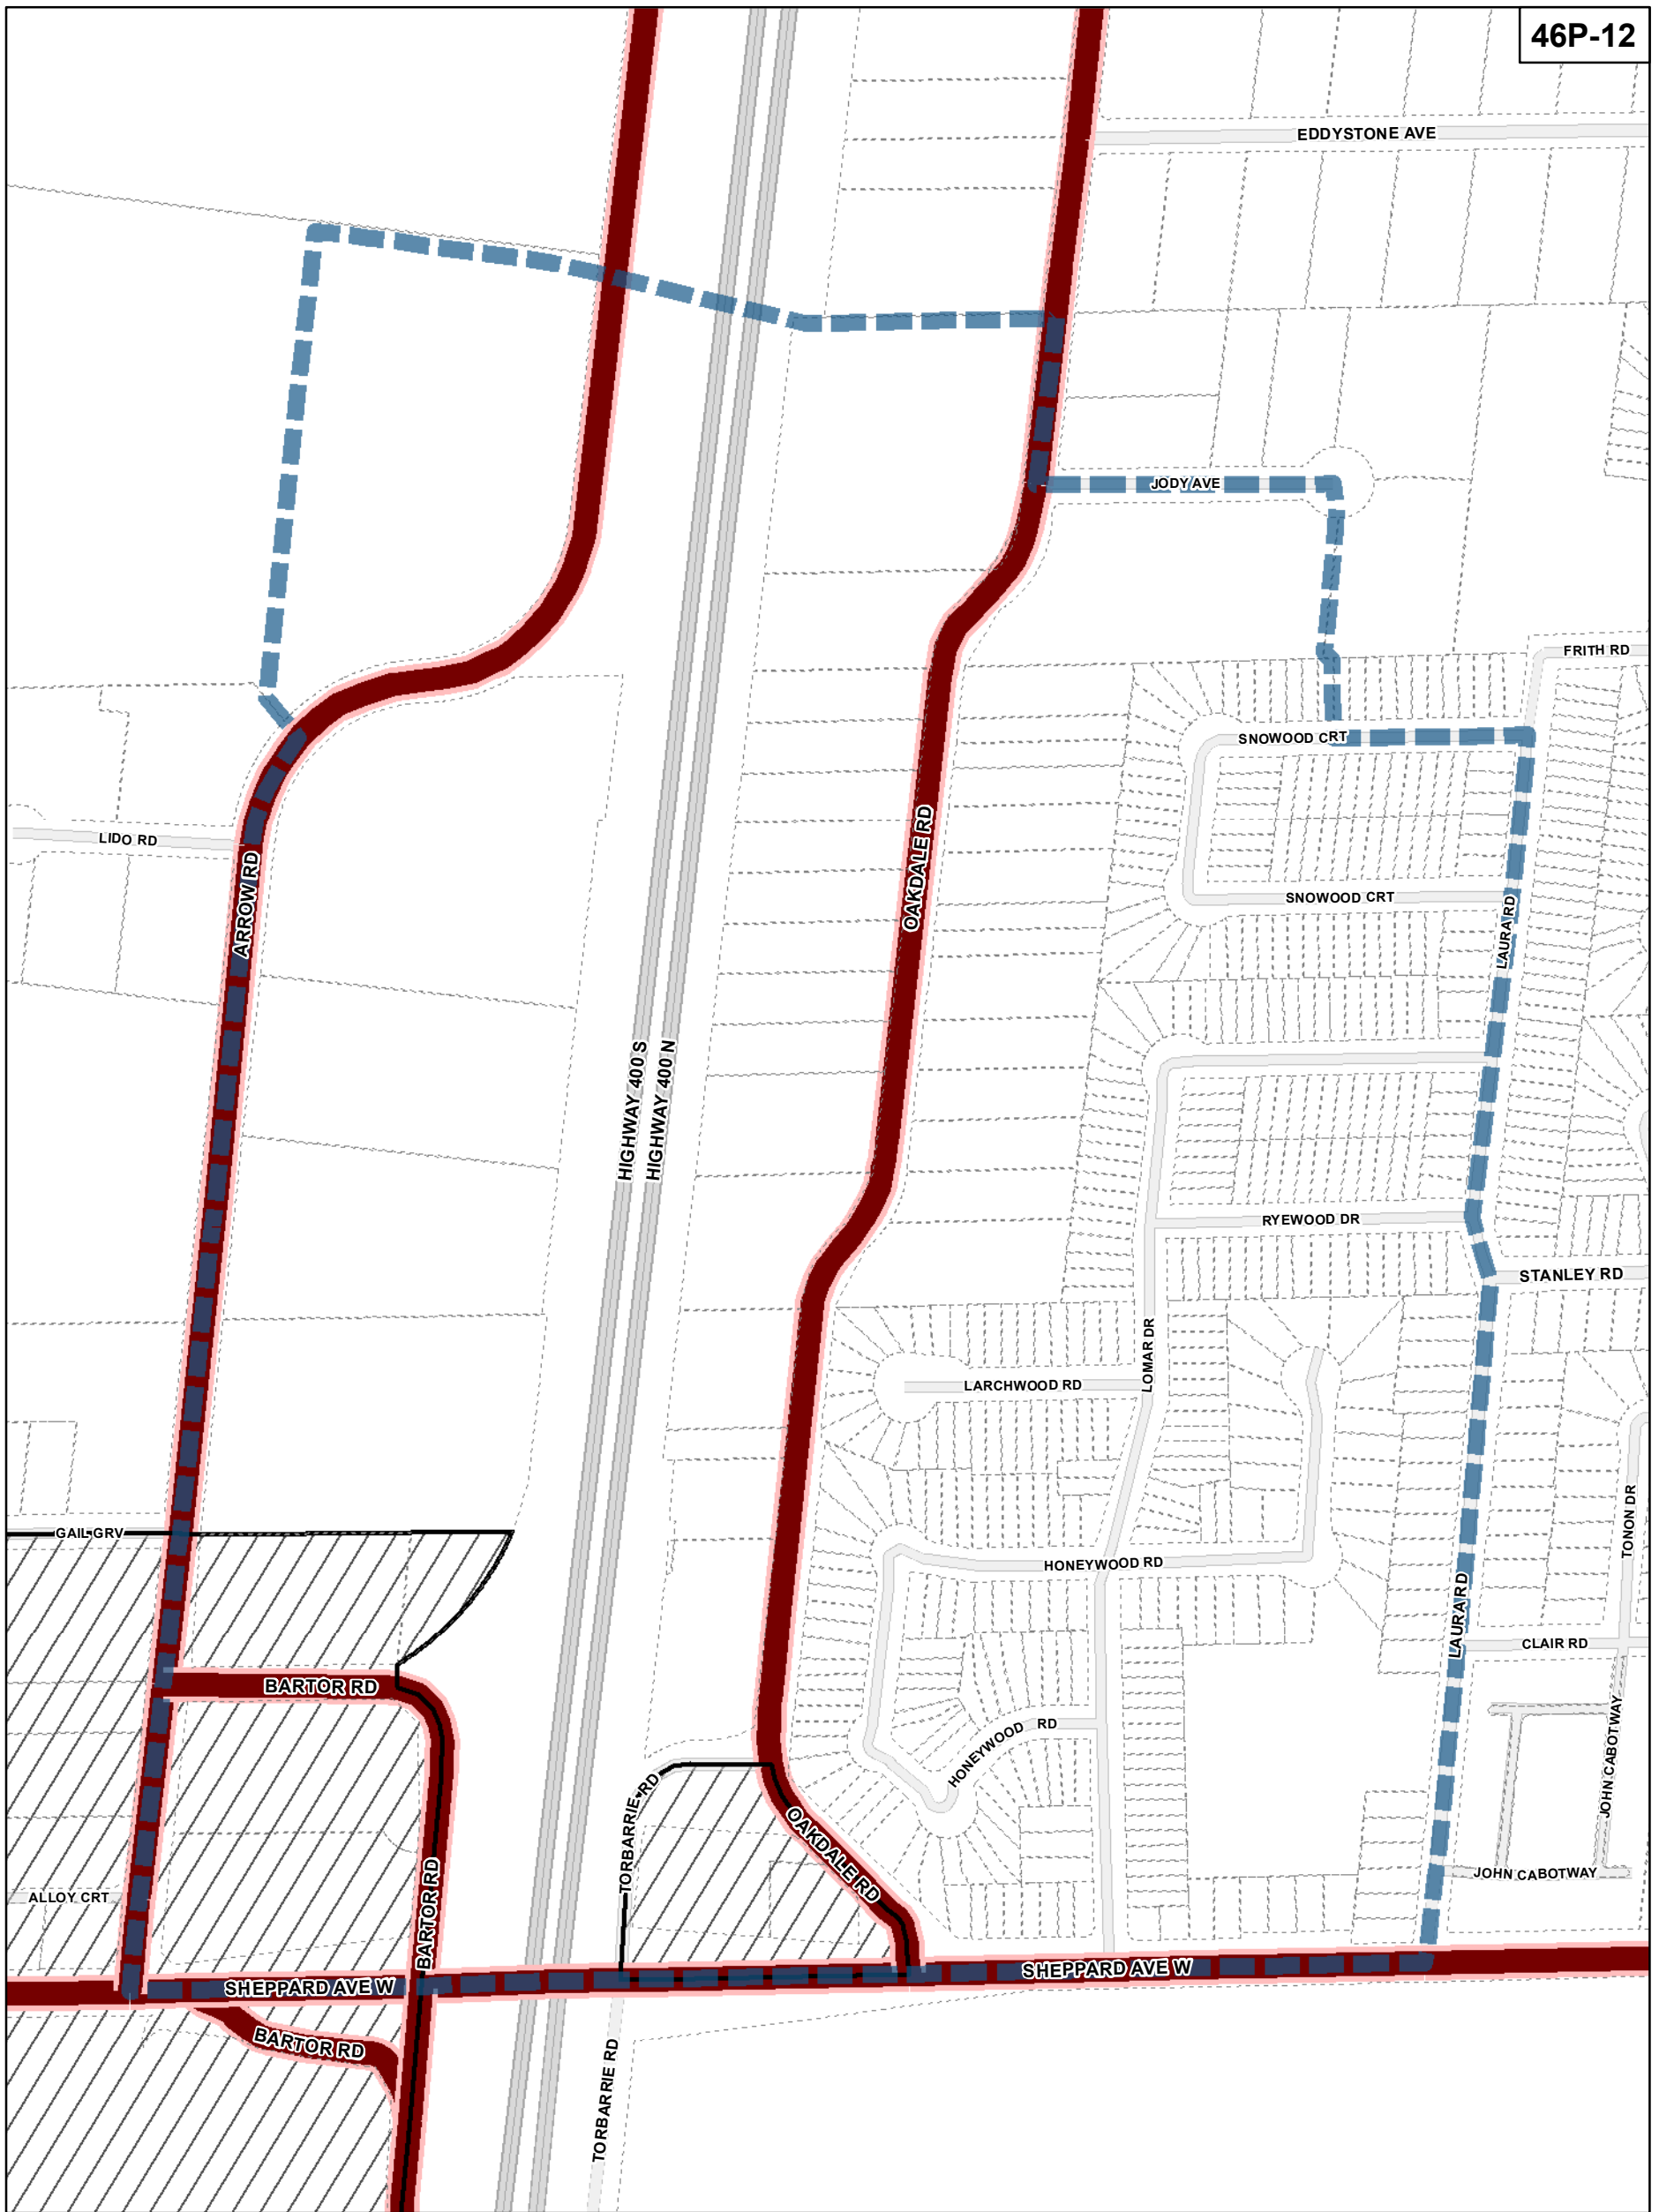 46P-12
EDDYSTONE AVE
JODY AVE
FRITH RD
SNOWOOD CRT
LIDO RD
ARROW RD
OAKDALE RD
SNOWOOD CRT
LAURA RD
HIGHWAY 400 S
HIGHWAY 400 N
RYEWOOD DR
STANLEY RD
LOMAR DR
LARCHWOOD RD
GAIL GRV
TONON DR
HONEYWOOD RD
LAURA RD
CLAIR RD
BARTOR RD
HONEYWOOD RD
JOHN CABOTWAY
TORBARRIE RD
OAKDALE RD
BARTOR RD
JOHN CABOTWAY
ALLOY CRT
SHEPPARD AVE W
SHEPPARD AVE W
BARTOR RD
TORBARRIE RD